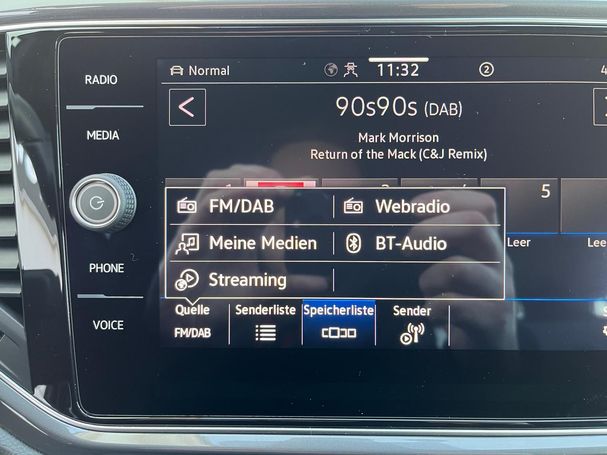 RADIO
MEDIA
PHONE
VOICE
Normal
11:32
2
90s90s (DAB)
Mark Morrison
Return of the Mack (C&J Remix)
5
FM/DAB
Webradio
Meine Medien
BT-Audio
Streaming
Leer
Quelle
FM/DAB
Senderliste
Speicherliste
Sender